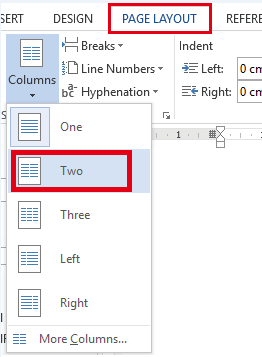 SERT DESIGN PAGE LAYOUT REFERE
Breaks Indent
Columns Line Numbers Left: 0 cm
Hyphenation Right: 0 cm
One
Two
Three
Left
Right
More Columns...
1